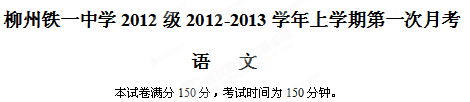 柳州铁一中学 2012 级 2012-2013 学年上学期第一次月考
语 文
本试卷满分 150 分，考试时间为 150 分钟。